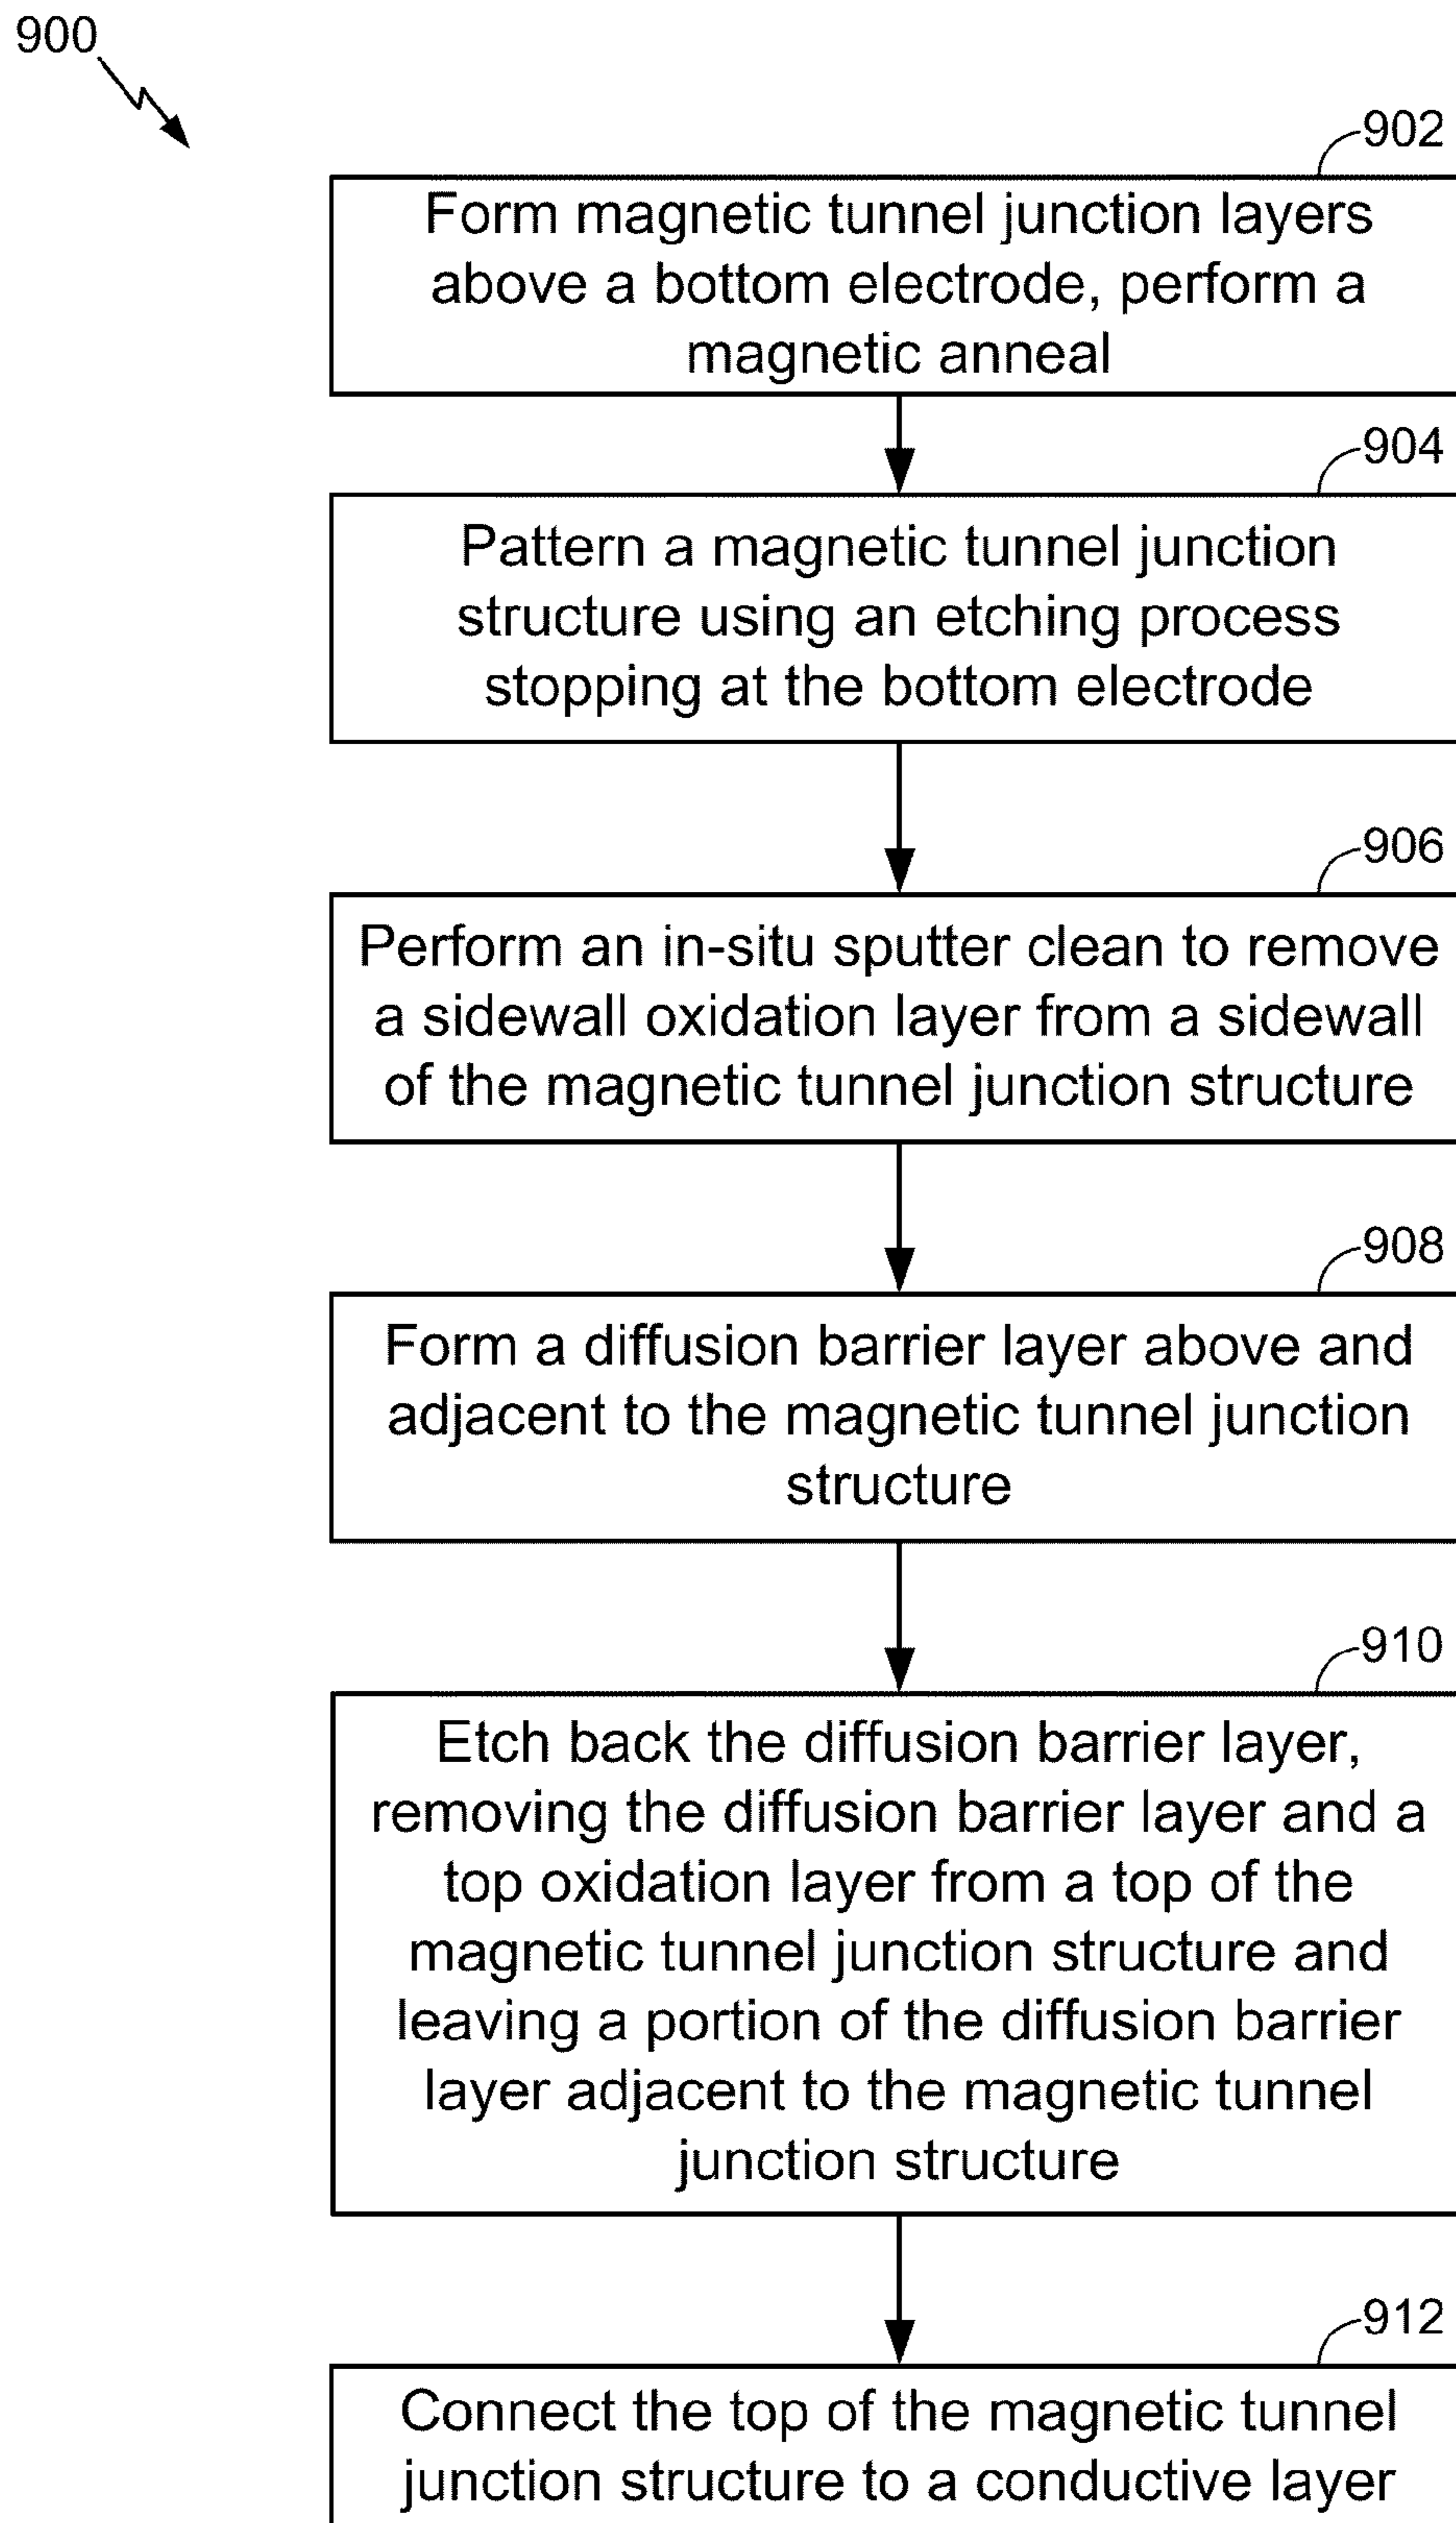 900
902
Form magnetic tunnel junction layers
above a bottom electrode, perform a
magnetic anneal
904
Pattern a magnetic tunnel junction
structure using an etching process
stopping at the bottom electrode
906
Perform an in-situ sputter clean to remove
a sidewall oxidation layer from a sidewall
of the magnetic tunnel junction structure
908
Form a diffusion barrier layer above and
adjacent to the magnetic tunnel junction
structure
910
Etch back the diffusion barrier layer,
removing the diffusion barrier layer and a
top oxidation layer from a top of the
magnetic tunnel junction structure and
leaving a portion of the diffusion barrier
layer adjacent to the magnetic tunnel
junction structure
912
Connect the top of the magnetic tunnel
junction structure to a conductive layer